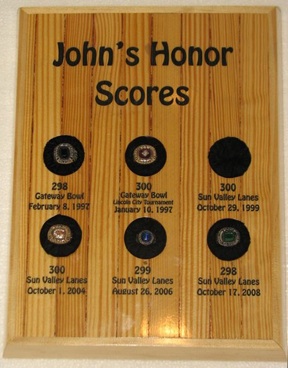 John's Honor
Scores
298
Gateway Bowl
February 8, 1997
300
Gateway Bowl
Lincoln City Tournament
January 10, 1997
300
Sun Valley Lanes
October 29, 1999
300
Sun Valley Lanes
October 1, 2004
299
Sun Valley Lanes
August 26, 2006
298
Sun Valley Lanes
October 17, 2008